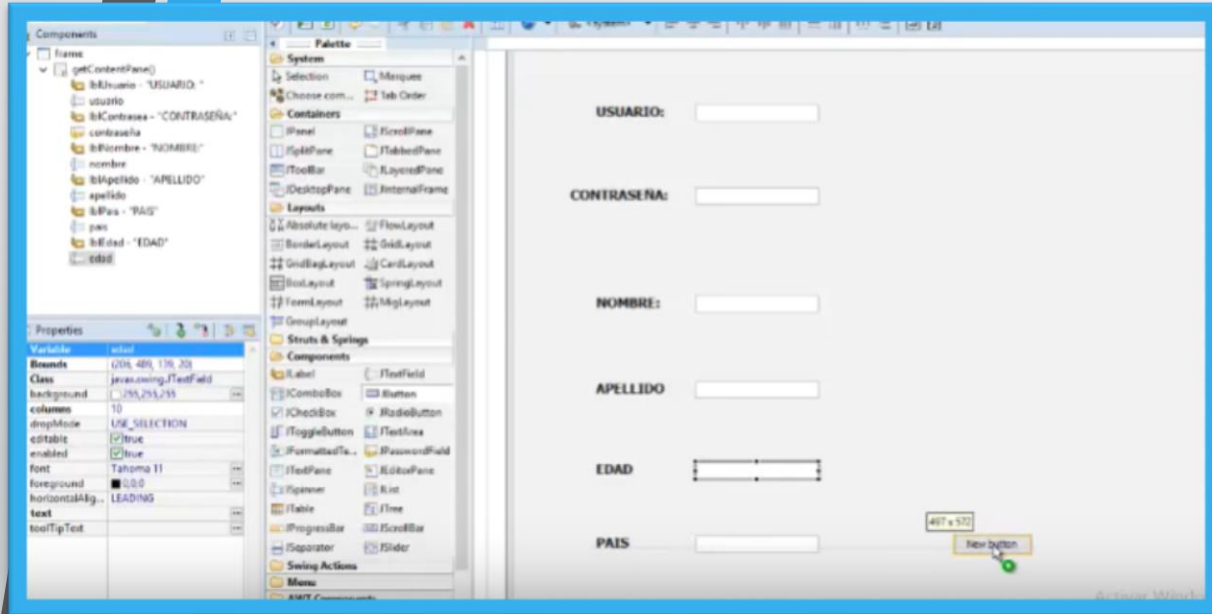 Components
frame
getContentPane()
lblUsuario - "USUARIO: "
usuario
lblContrasea - "CONTRASEÑA:"
contraseña
lblNombre - "NOMBRE:"
nombre
lblApellido - "APELLIDO"
apellido
lblPais - "PAIS"
pais
lblEdad - "EDAD"
edad
Properties
Variable edad
Bounds (206, 489, 139, 20)
Class javax.swing.JTextField
background 255,255,255
columns 10
dropMode USE_SELECTION
editable true
enabled true
font Tahoma 11
foreground 0,0,0
horizontalAlig... LEADING
text
toolTipText
Palette
System
Selection Marquee
Choose com... Tab Order
Containers
JPanel JScrollPane
JSplitPane JTabbedPane
JToolBar JLayeredPane
JDesktopPane JInternalFrame
Layouts
Absolute layo... FlowLayout
BorderLayout GridLayout
GridBagLayout CardLayout
BoxLayout SpringLayout
FormLayout MigLayout
GroupLayout
Struts & Springs
Components
JLabel JTextField
JComboBox JButton
JCheckBox JRadioButton
JToggleButton JTextArea
JFormattedTe... JPasswordField
JTextPane JEditorPane
JSpinner JList
JTable JTree
JProgressBar JScrollBar
JSeparator JSlider
Swing Actions
Menu
AWT Components
USUARIO:
CONTRASEÑA:
NOMBRE:
APELLIDO
EDAD
PAIS
497 x 572
New button
Activar Windo